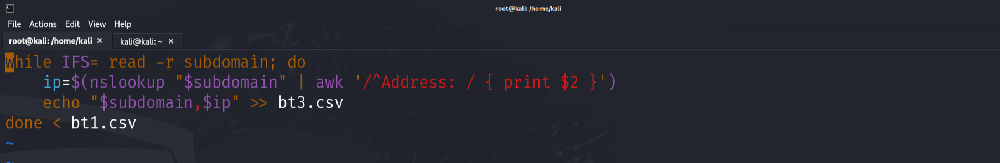 root@kali: /home/kali
File Actions Edit View Help
root@kali: /home/kali × kali@kali: ~ ×
while IFS= read -r subdomain; do
    ip=$(nslookup "$subdomain" | awk '/^Address: / { print $2 }')
    echo "$subdomain,$ip" >> bt3.csv
done < bt1.csv
~